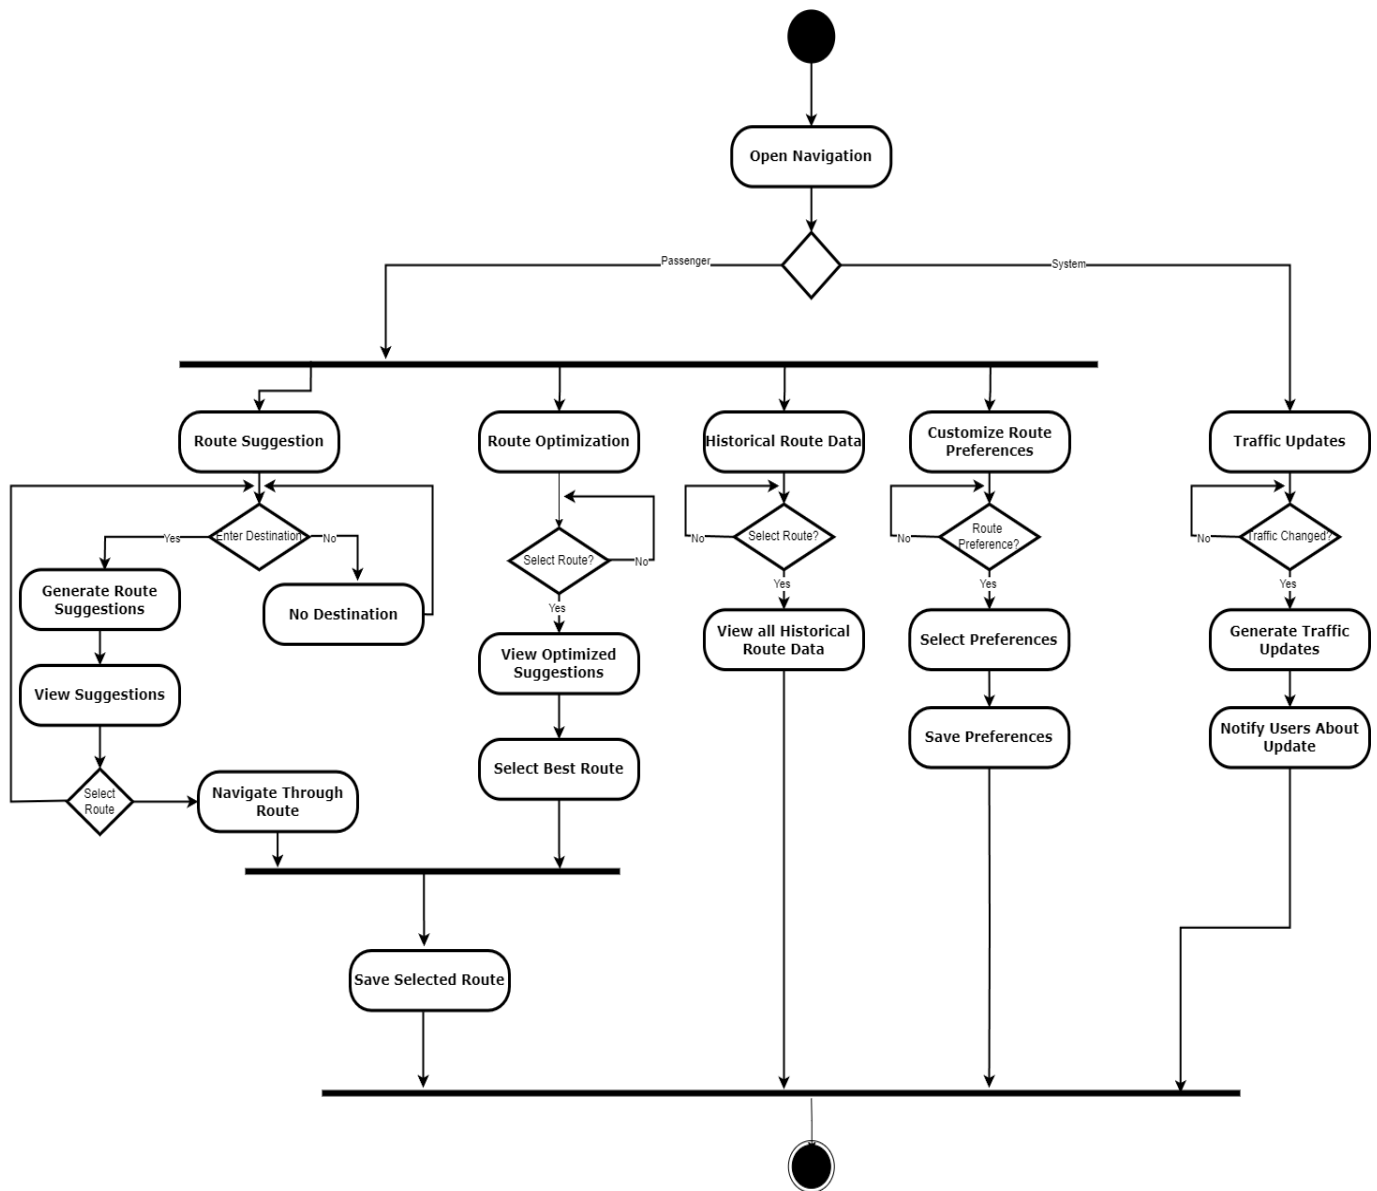 Open Navigation
Passenger
System
Route Suggestion
Route Optimization
Historical Route Data
Customize Route
Preferences
Traffic Updates
Enter Destination
Yes
No
Select Route?
No
Yes
Select Route?
No
Yes
Route
Preference?
No
Yes
Traffic Changed?
No
Yes
Generate Route
Suggestions
No Destination
View Optimized
Suggestions
View all Historical
Route Data
Select Preferences
Generate Traffic
Updates
View Suggestions
Select Best Route
Save Preferences
Notify Users About
Update
Select
Route
Navigate Through
Route
Save Selected Route